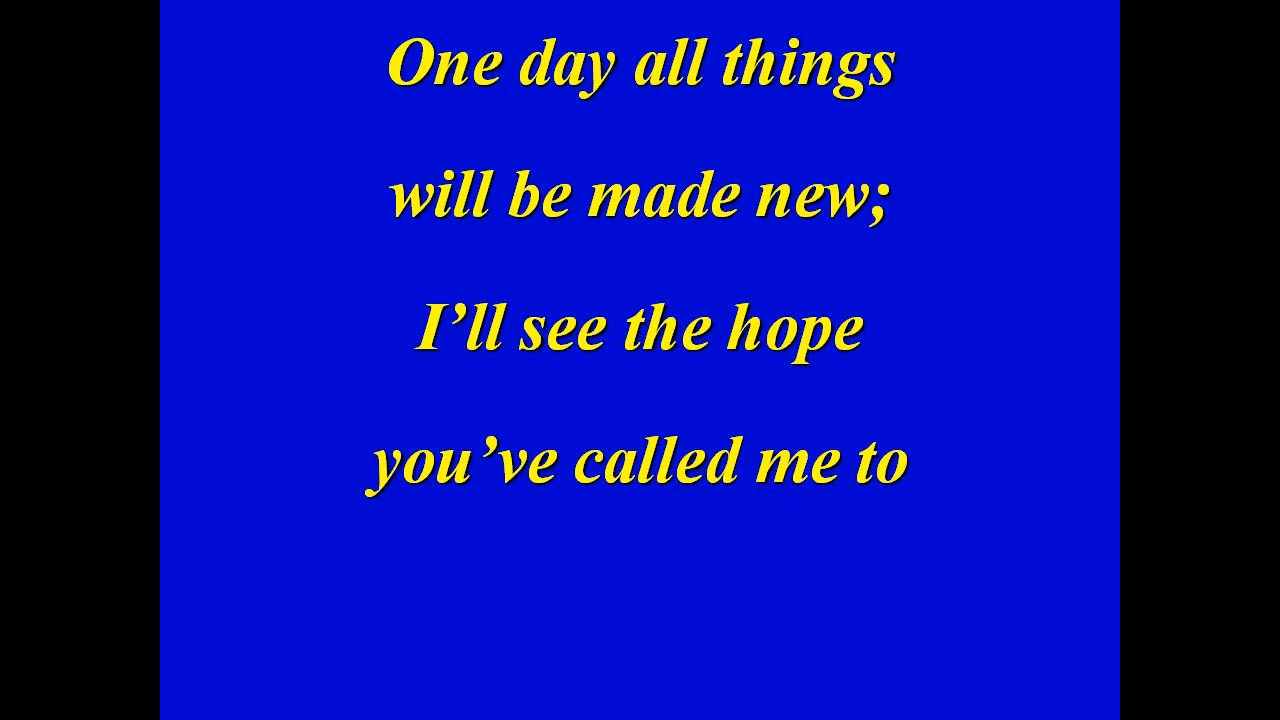 One day all things
will be made new;
I’ll see the hope
you’ve called me to